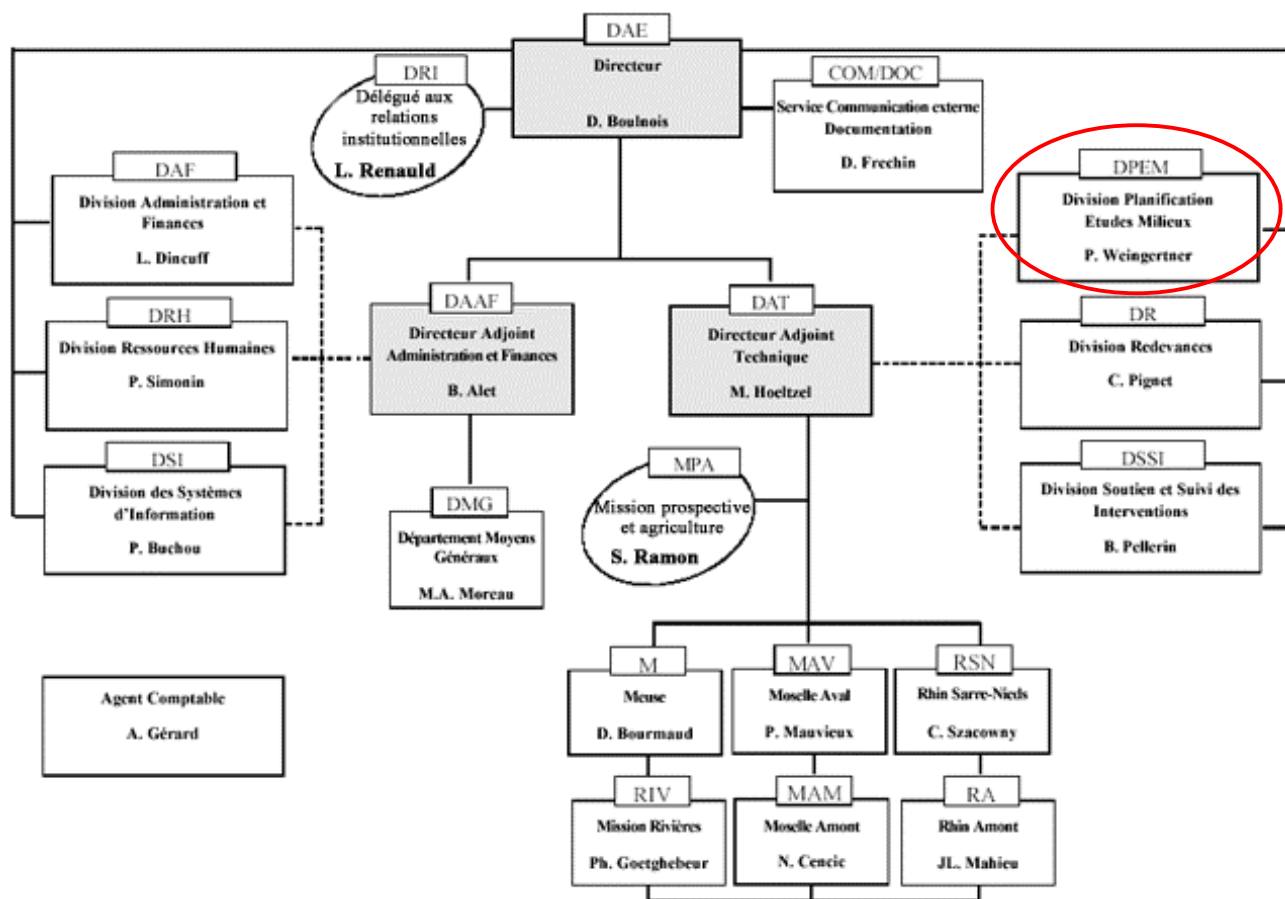 DAE
Directeur
D. Boulnois
DRI
Délégué aux
relations
institutionnelles
L. Renauld
COM/DOC
Service Communication externe
Documentation
D. Frechin
DAF
Division Administration et
Finances
L. Dincuff
DPEM
Division Planification
Etudes Milieux
P. Weingertner
DRH
Division Ressources Humaines
P. Simonin
DAAF
Directeur Adjoint
Administration et Finances
B. Alet
DAT
Directeur Adjoint
Technique
M. Hoeltzel
DR
Division Redevances
C. Pignet
DSI
Division des Systèmes
d'Information
P. Buchou
DMG
Département Moyens
Généraux
M.A. Moreau
MPA
Mission prospective
et agriculture
S. Ramon
DSSI
Division Soutien et Suivi des
Interventions
B. Pellerin
Agent Comptable
A. Gérard
M
Meuse
D. Bourmaud
MAV
Moselle Aval
P. Mauvieux
RSN
Rhin Sarre-Nieds
C. Szacowny
RIV
Mission Rivières
Ph. Goetghebeur
MAM
Moselle Amont
N. Cencic
RA
Rhin Amont
JL. Mahieu